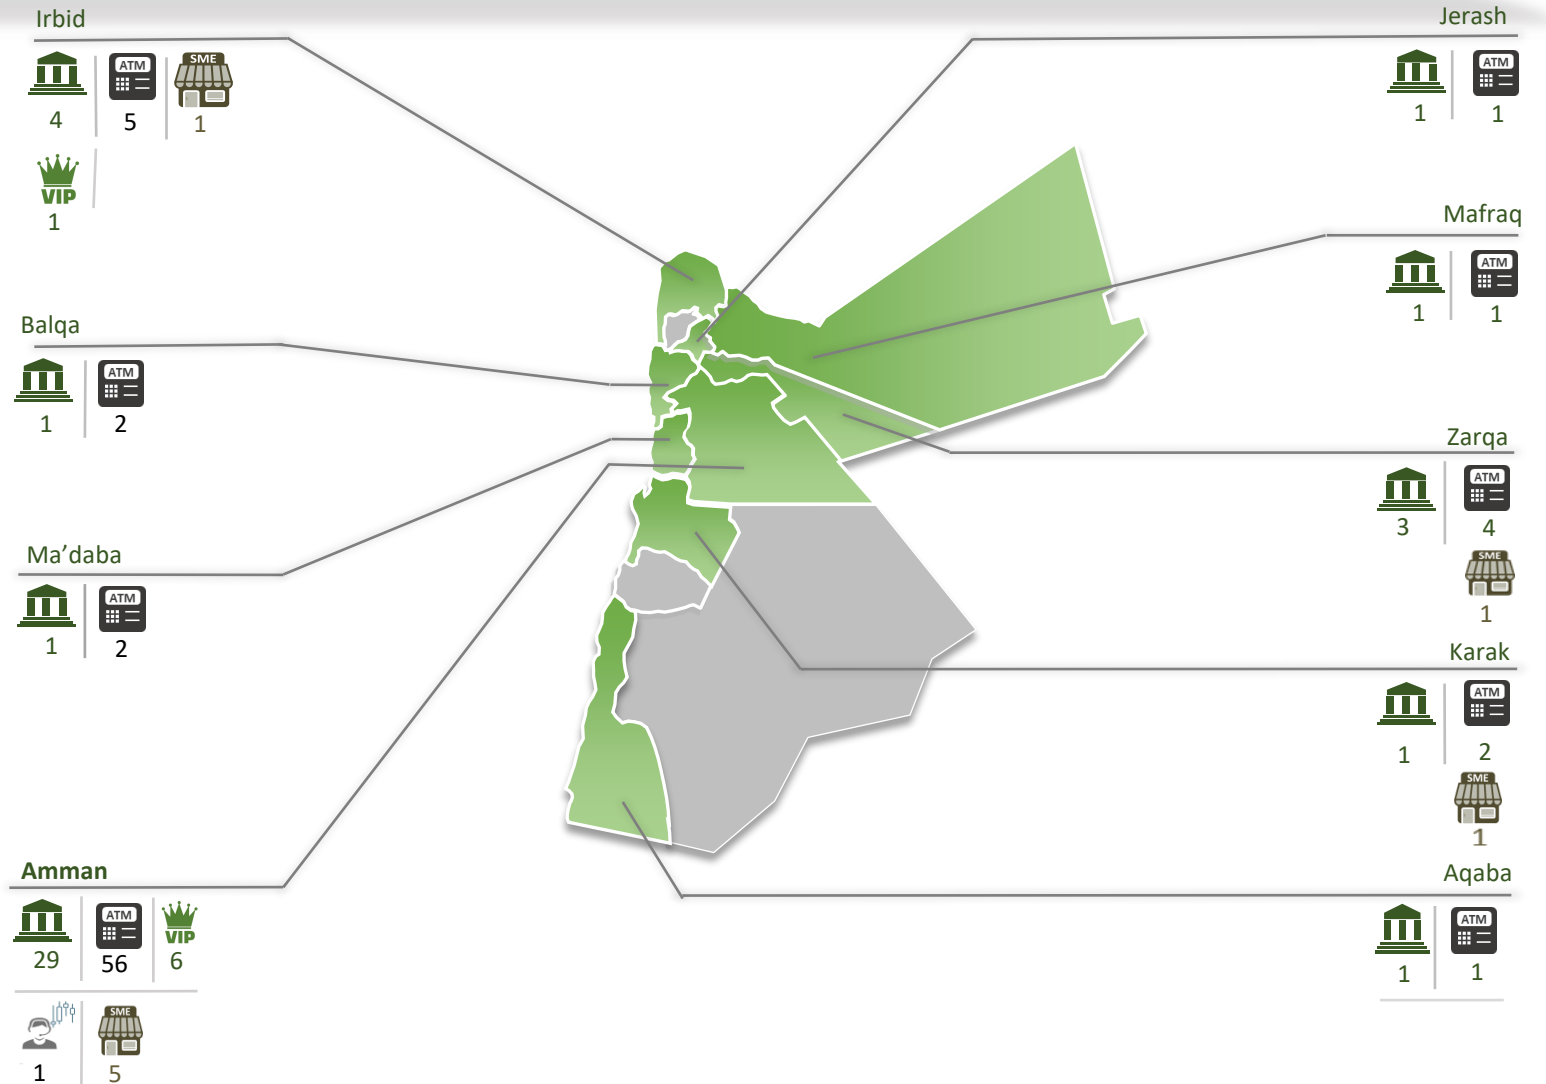 Irbid
ATM SME
4 5 1
VIP
1
Balqa
ATM
1 2
Ma’daba
ATM
1 2
Amman
ATM VIP
29 56 6
SME
1 5
Jerash
ATM
1 1
Mafraq
ATM
1 1
Zarqa
ATM
3 4
SME
1
Karak
ATM
1 2
SME
1
Aqaba
ATM
1 1